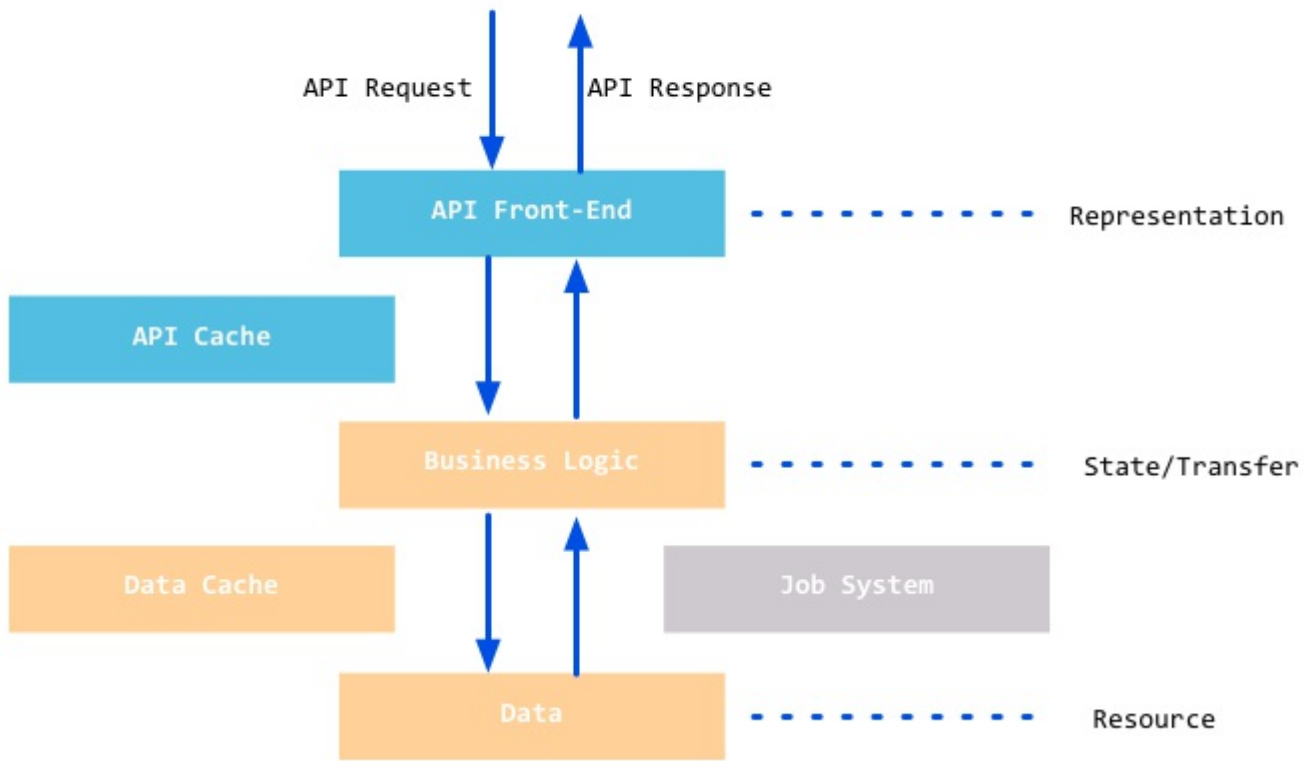 API Request
API Response
API Front-End
Representation
API Cache
Business Logic
State/Transfer
Data Cache
Job System
Data
Resource